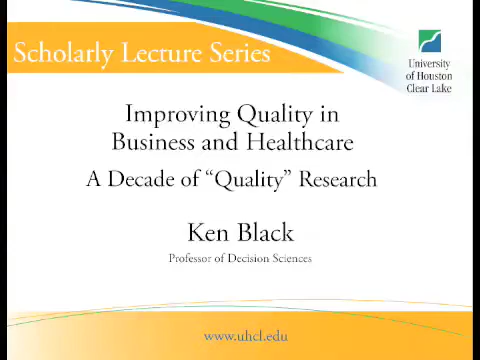 Scholarly Lecture Series
University
of Houston
Clear Lake
Improving Quality in
Business and Healthcare
A Decade of “Quality” Research
Ken Black
Professor of Decision Sciences
www.uhcl.edu